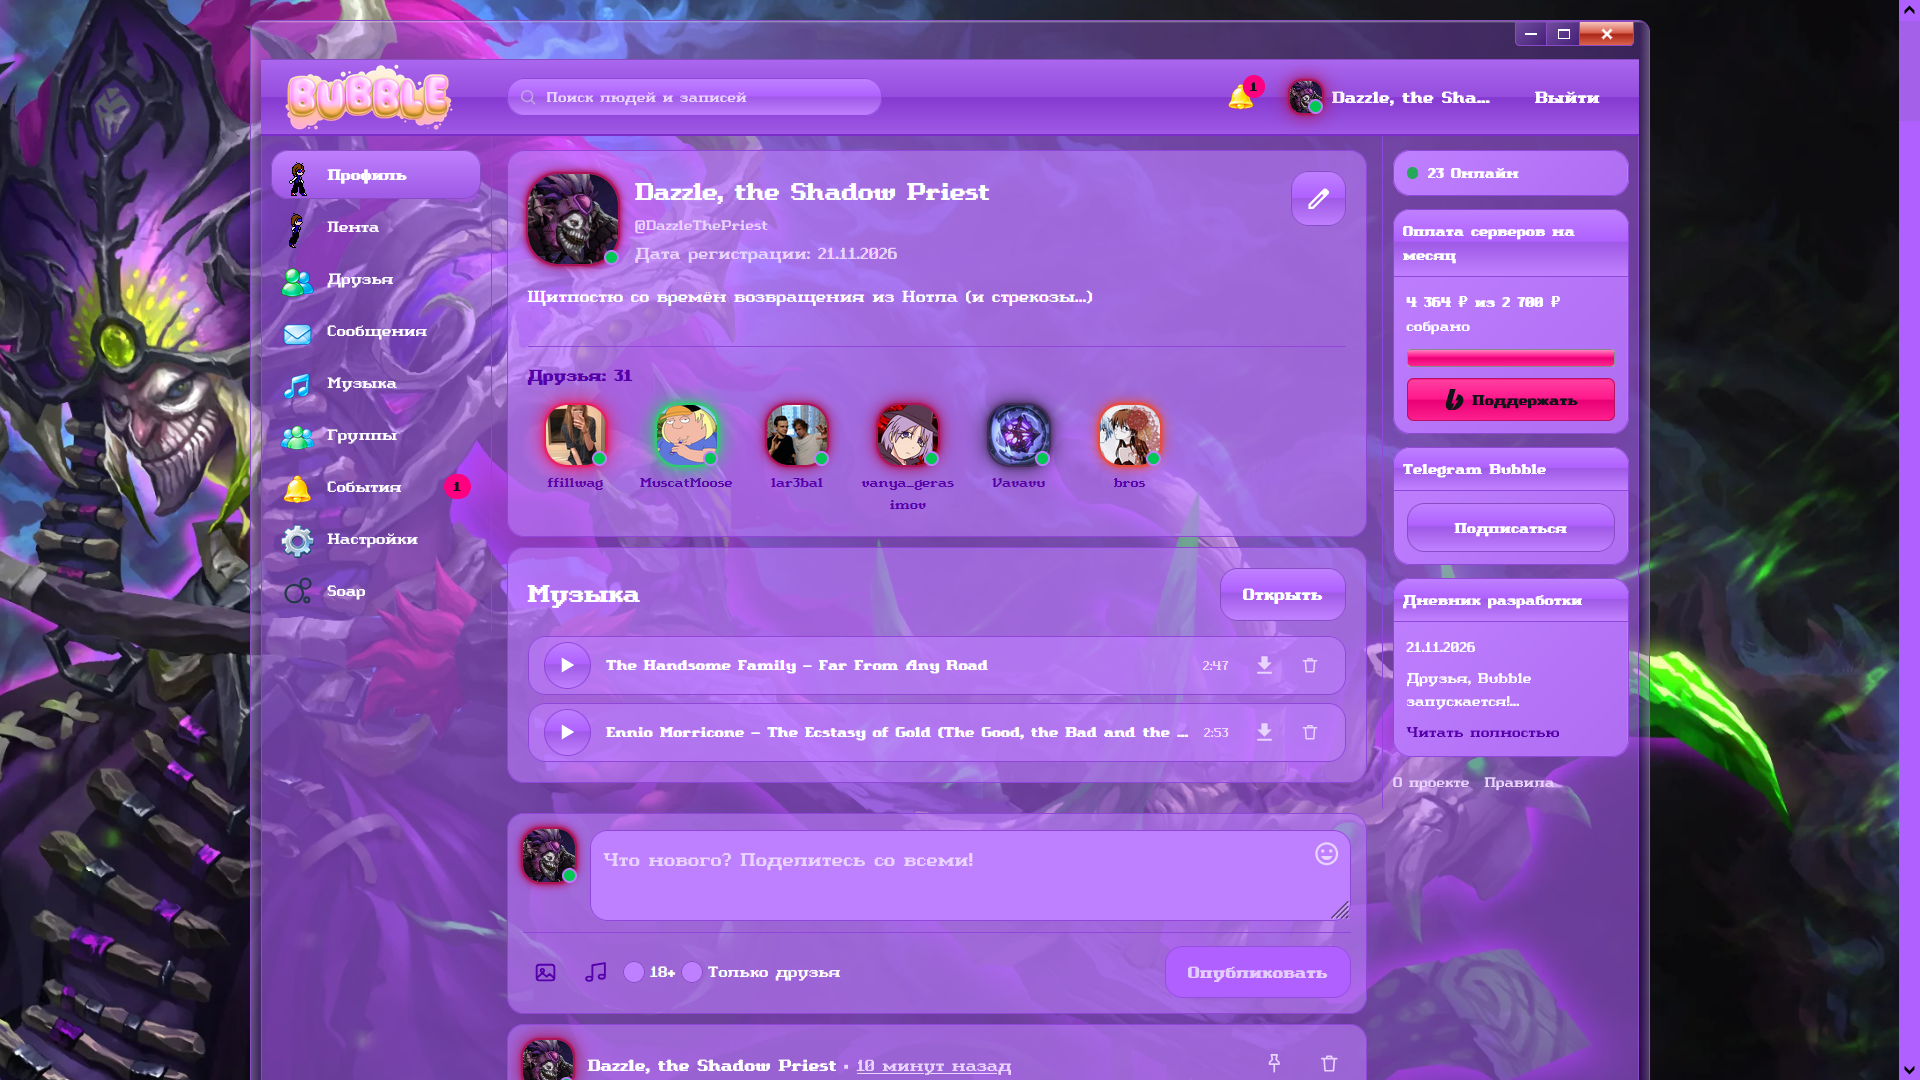 BUBBLE
Поиск людей и записей
1
Dazzle, the Sha...
Выйти
Профиль
Лента
Друзья
Сообщения
Музыка
Группы
События
1
Настройки
Soap
Dazzle, the Shadow Priest
@DazzleThePriest
Дата регистрации: 21.11.2026
Щитпостю со времён возвращения из Нотла (и стрекозы...)
Друзья: 31
ffillwag
MuscatMoose
lar3bal
vanya_geras
imov
Vavavu
bros
Музыка
Открыть
The Handsome Family – Far From Any Road
2:47
Ennio Morricone – The Ecstasy of Gold (The Good, the Bad and the ...
2:53
Что нового? Поделитесь со всеми!
18+
Только друзья
Опубликовать
Dazzle, the Shadow Priest • 10 минут назад
23 Онлайн
Оплата серверов на
месяц
4 364 ₽ из 2 700 ₽
собрано
Поддержать
Telegram Bubble
Подписаться
Дневник разработки
21.11.2026
Друзья, Bubble
запускается!...
Читать полностью
О проекте Правила